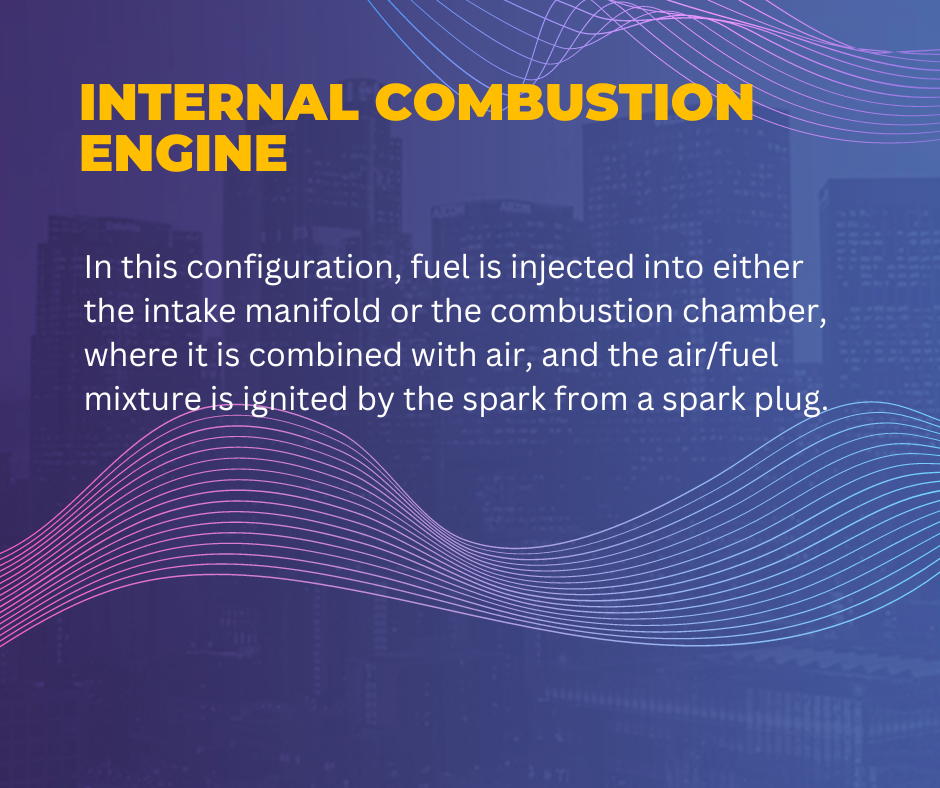 INTERNAL COMBUSTION
ENGINE
In this configuration, fuel is injected into either
the intake manifold or the combustion chamber,
where it is combined with air, and the air/fuel
mixture is ignited by the spark from a spark plug.